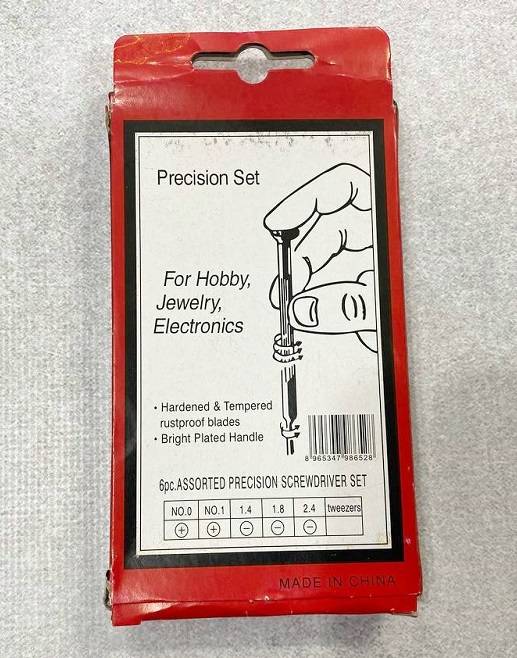 Precision Set
For Hobby,
Jewelry,
Electronics
• Hardened & Tempered
rustproof blades
• Bright Plated Handle
8 965347 986528
6pc.ASSORTED PRECISION SCREWDRIVER SET
NO.0 NO.1 1.4 1.8 2.4 tweezers
MADE IN CHINA